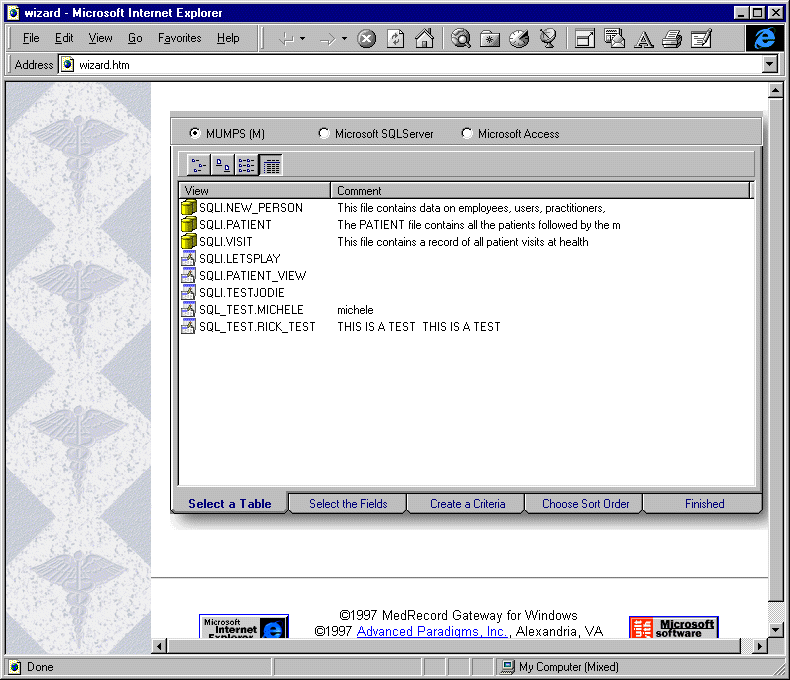 wizard - Microsoft Internet Explorer
File Edit View Go Favorites Help
Address wizard.htm
MUMPS (M) Microsoft SQLServer Microsoft Access
View Comment
SQLI.NEW_PERSON This file contains data on employees, users, practitioners,
SQLI.PATIENT The PATIENT file contains all the patients followed by the m
SQLI.VISIT This file contains a record of all patient visits at health
SQLI.LETSPLAY
SQLI.PATIENT_VIEW
SQLI.TESTJODIE
SQL_TEST.MICHELE michele
SQL_TEST.RICK_TEST THIS IS A TEST THIS IS A TEST
Select a Table Select the Fields Create a Criteria Choose Sort Order Finished
©1997 MedRecord Gateway for Windows
©1997 Advanced Paradigms, Inc., Alexandria, VA
Microsoft
Internet
Explorer
Microsoft
software
Done My Computer (Mixed)